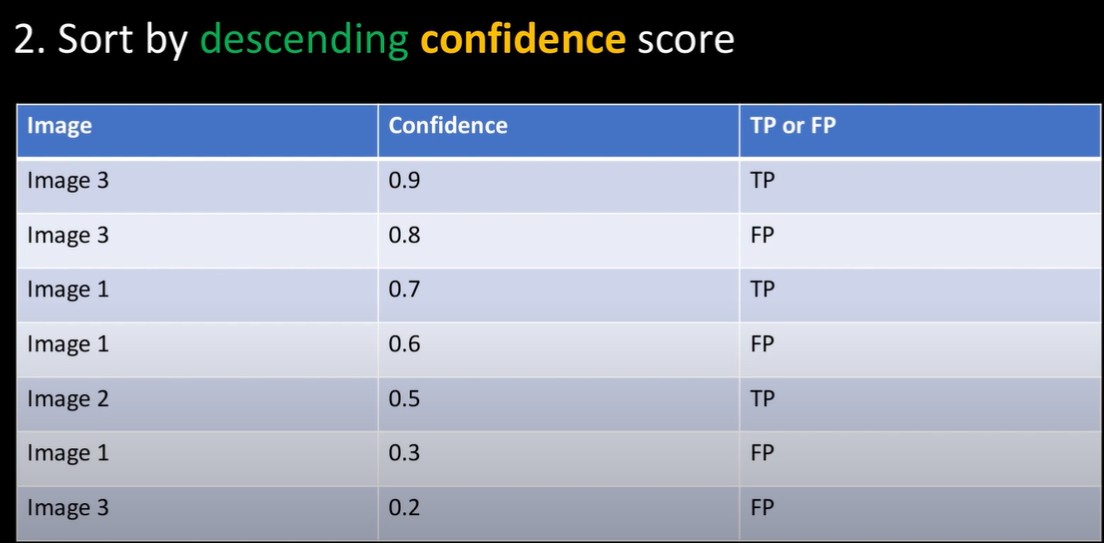 2. Sort by descending confidence score
Image Confidence TP or FP
Image 3 0.9 TP
Image 3 0.8 FP
Image 1 0.7 TP
Image 1 0.6 FP
Image 2 0.5 TP
Image 1 0.3 FP
Image 3 0.2 FP